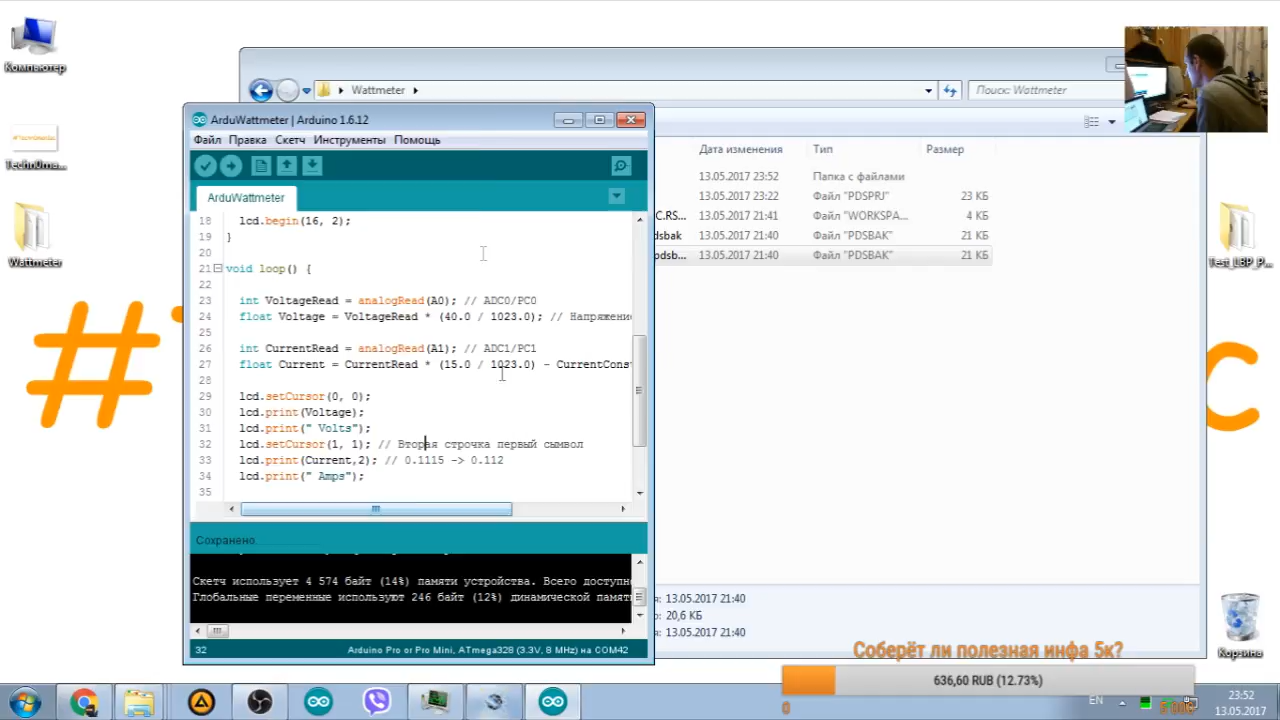 Компьютер
Wattmeter
Wattmeter
Поиск: Wattmeter
ArduWattmeter | Arduino 1.6.12
Файл Правка Скетч Инструменты Помощь
ArduWattmeter
18 lcd.begin(16, 2);
19 }
20
21 void loop() {
22
23 int VoltageRead = analogRead(A0); // ADC0/PC0
24 float Voltage = VoltageRead * (40.0 / 1023.0); // Напряжени
25
26 int CurrentRead = analogRead(A1); // ADC1/PC1
27 float Current = CurrentRead * (15.0 / 1023.0) - CurrentCons
28
29 lcd.setCursor(0, 0);
30 lcd.print(Voltage);
31 lcd.print(" Volts");
32 lcd.setCursor(1, 1); // Вторая строчка первый сымвол
33 lcd.print(Current,2); // 0.1115 -> 0.112
34 lcd.print(" Amps");
35
Сохранено.
Скетч использует 4 574 байт (14%) памяти устройства. Всего доступн
Глобальные переменные используют 246 байт (12%) динамической памят
32 Arduino Pro or Pro Mini, ATmega328 (3.3V, 8 MHz) на COM42
Дата изменения Тип Размер
13.05.2017 23:52 Папка с файлами
13.05.2017 23:22 Файл "PDSPRJ" 23 КБ
C.RS... 13.05.2017 21:41 Файл "WORKSPA... 4 КБ
dsbak 13.05.2017 21:40 Файл "PDSBAK" 21 КБ
pdsb... 13.05.2017 21:40 Файл "PDSBAK" 21 КБ
13.05.2017 21:40
20,6 КБ
13.05.2017 21:40
Test_LBP_P...
Корзина
Соберёт ли полезная инфа 5к?
636,60 RUB (12.73%)
0
EN
23:52
13.05.2017